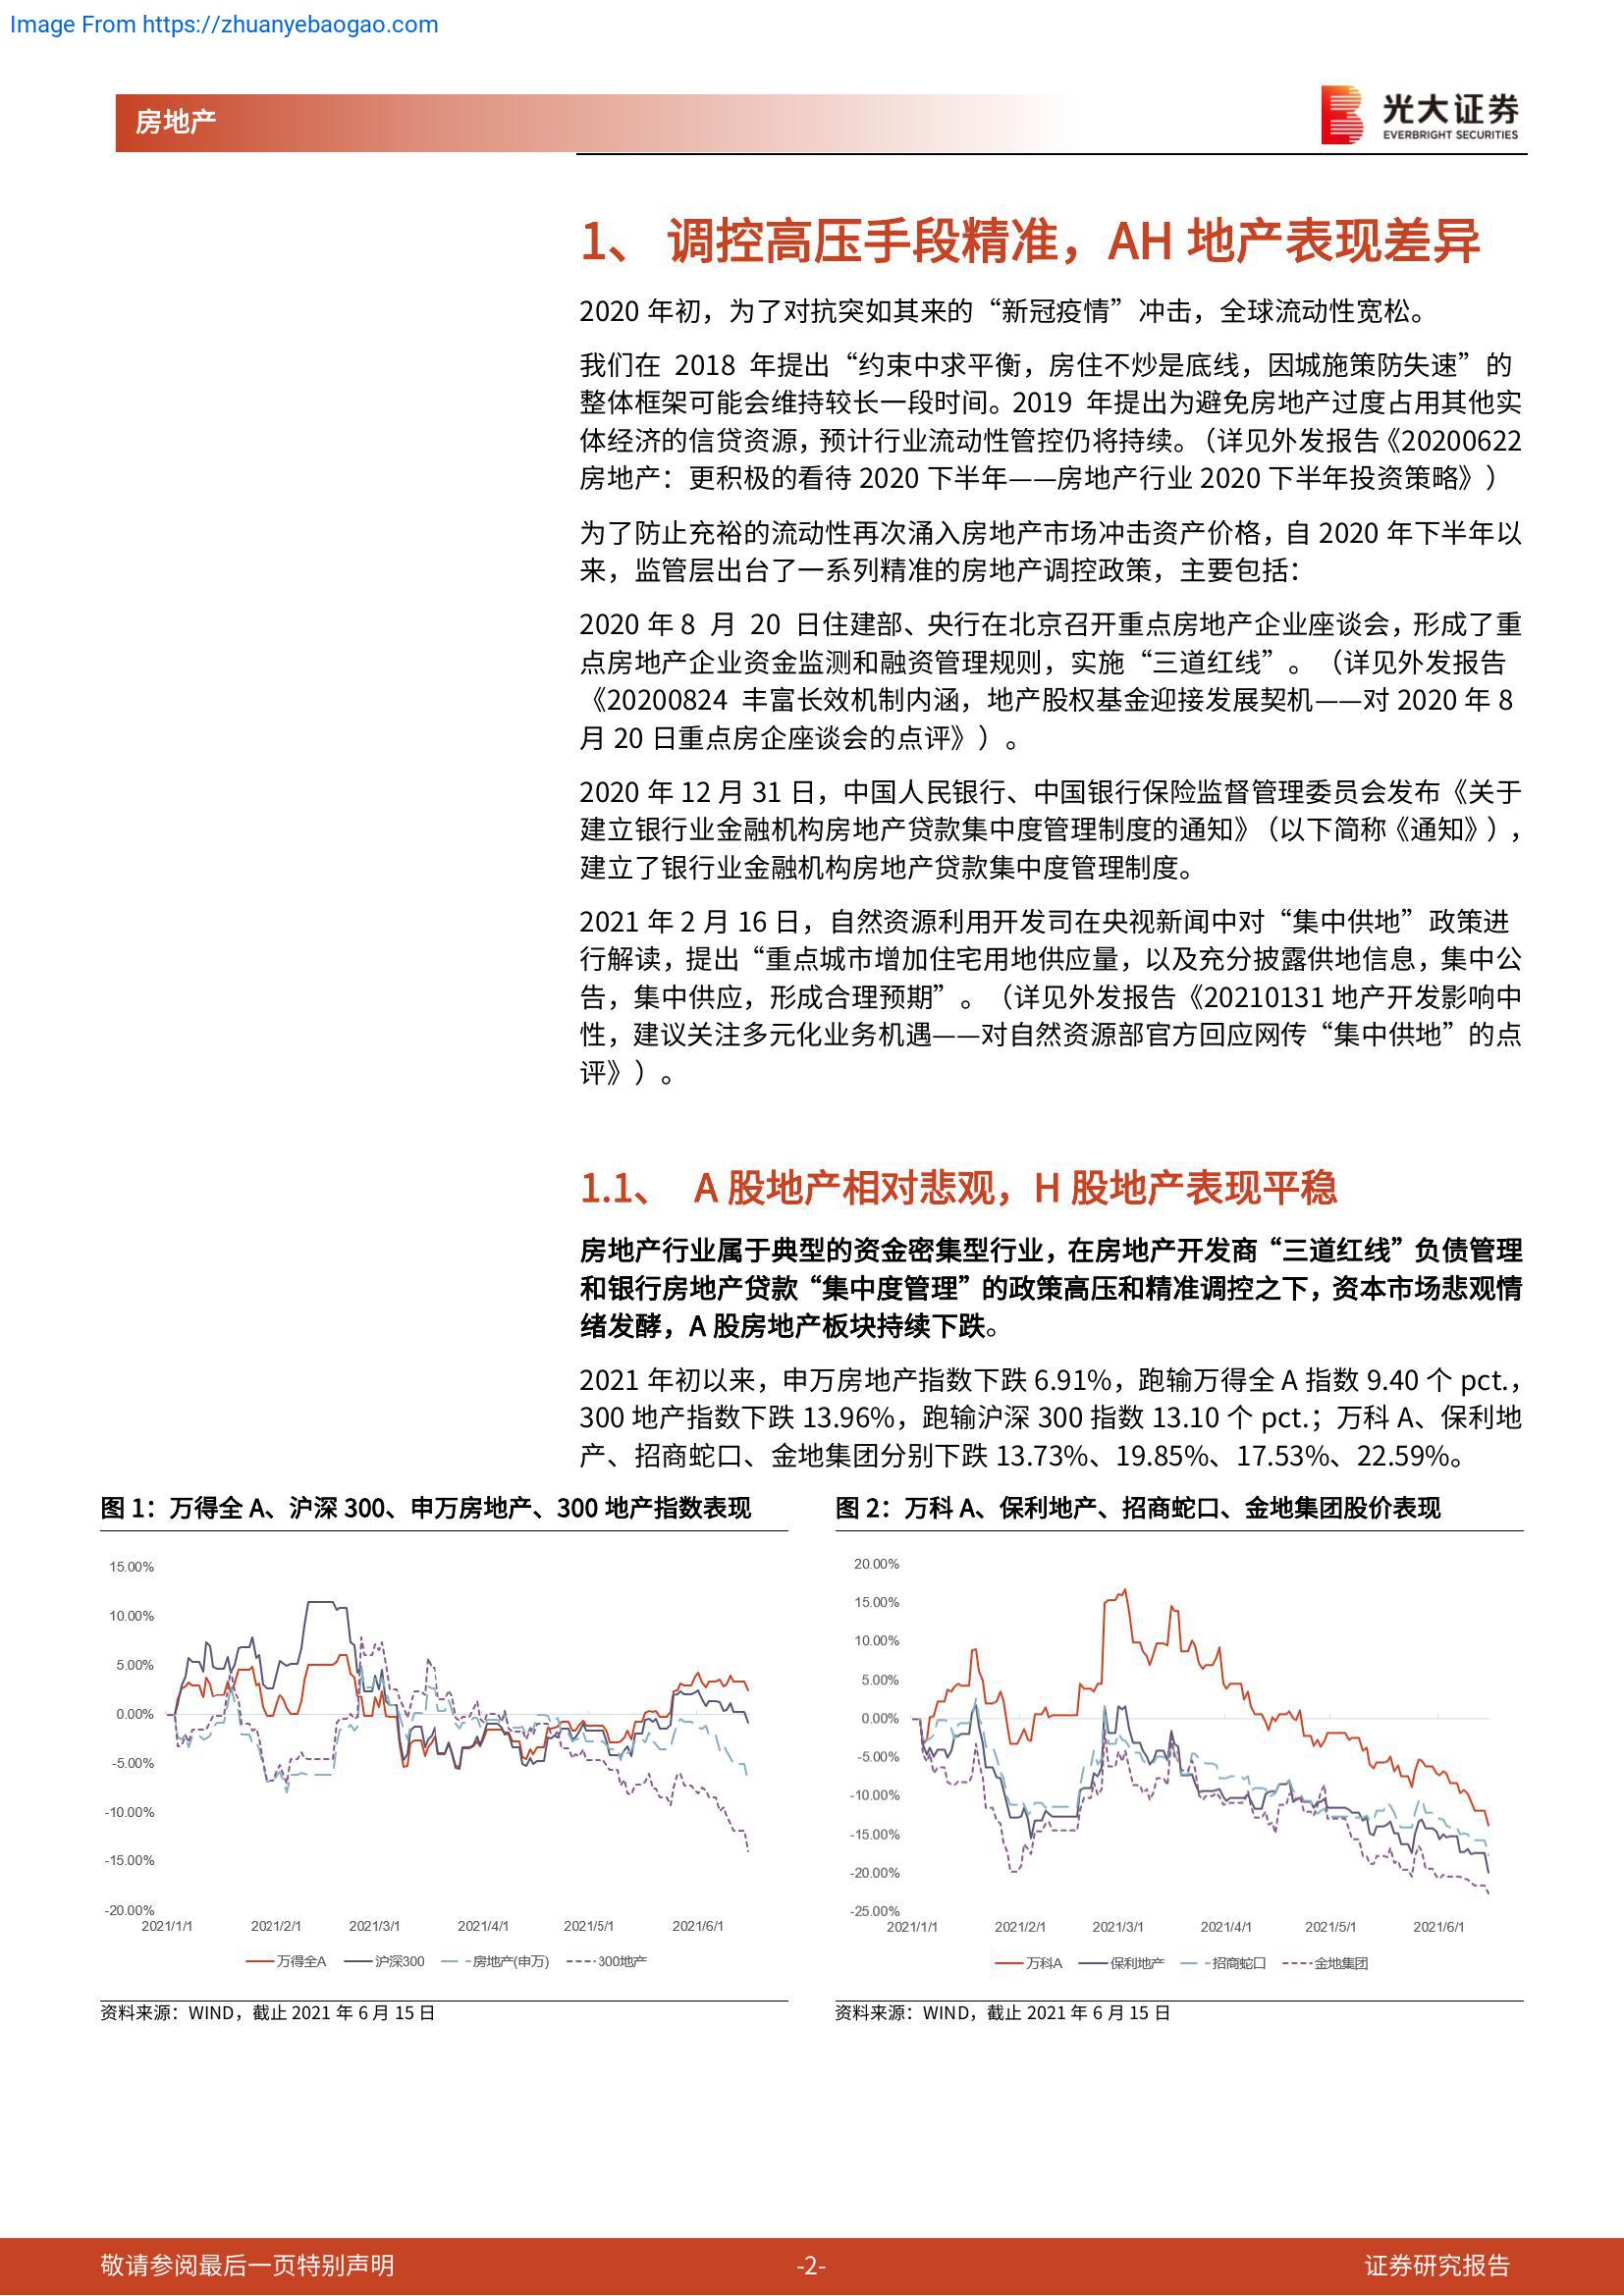 Image From https://zhuanyebaogao.com
房地产
光大证券
EVERBRIGHT SECURITIES
1、 调控高压手段精准，AH 地产表现差异
2020 年初，为了对抗突如其来的“新冠疫情”冲击，全球流动性宽松。
我们在 2018 年提出“约束中求平衡，房住不炒是底线，因城施策防失速”的
整体框架可能会维持较长一段时间。2019 年提出为避免房地产过度占用其他实
体经济的信贷资源，预计行业流动性管控仍将持续。（详见外发报告《20200622
房地产：更积极的看待 2020 下半年——房地产行业 2020 下半年投资策略》）
为了防止充裕的流动性再次涌入房地产市场冲击资产价格，自 2020 年下半年以
来，监管层出台了一系列精准的房地产调控政策，主要包括：
2020 年 8 月 20 日住建部、央行在北京召开重点房地产企业座谈会，形成了重
点房地产企业资金监测和融资管理规则，实施“三道红线”。（详见外发报告
《20200824 丰富长效机制内涵，地产股权基金迎接发展契机——对 2020 年 8
月 20 日重点房企座谈会的点评》）。
2020 年 12 月 31 日，中国人民银行、中国银行保险监督管理委员会发布《关于
建立银行业金融机构房地产贷款集中度管理制度的通知》（以下简称《通知》），
建立了银行业金融机构房地产贷款集中度管理制度。
2021 年 2 月 16 日，自然资源利用开发司在央视新闻中对“集中供地”政策进
行解读，提出“重点城市增加住宅用地供应量，以及充分披露供地信息，集中公
告，集中供应，形成合理预期”。（详见外发报告《20210131 地产开发影响中
性，建议关注多元化业务机遇——对自然资源部官方回应网传“集中供地”的点
评》）。
1.1、 A 股地产相对悲观，H 股地产表现平稳
房地产行业属于典型的资金密集型行业，在房地产开发商“三道红线”负债管理
和银行房地产贷款“集中度管理”的政策高压和精准调控之下，资本市场悲观情
绪发酵，A 股房地产板块持续下跌。
2021 年初以来，申万房地产指数下跌 6.91%，跑输万得全 A 指数 9.40 个 pct.，
300 地产指数下跌 13.96%，跑输沪深 300 指数 13.10 个 pct.；万科 A、保利地
产、招商蛇口、金地集团分别下跌 13.73%、19.85%、17.53%、22.59%。
图 1：万得全 A、沪深 300、申万房地产、300 地产指数表现
15.00%
10.00%
5.00%
0.00%
-5.00%
-10.00%
-15.00%
-20.00%
2021/1/1 2021/2/1 2021/3/1 2021/4/1 2021/5/1 2021/6/1
万得全A 沪深300 房地产(申万) 300地产
资料来源：WIND，截止 2021 年 6 月 15 日
图 2：万科 A、保利地产、招商蛇口、金地集团股价表现
20.00%
15.00%
10.00%
5.00%
0.00%
-5.00%
-10.00%
-15.00%
-20.00%
-25.00%
2021/1/1 2021/2/1 2021/3/1 2021/4/1 2021/5/1 2021/6/1
万科A 保利地产 招商蛇口 金地集团
资料来源：WIND，截止 2021 年 6 月 15 日
敬请参阅最后一页特别声明 -2- 证券研究报告